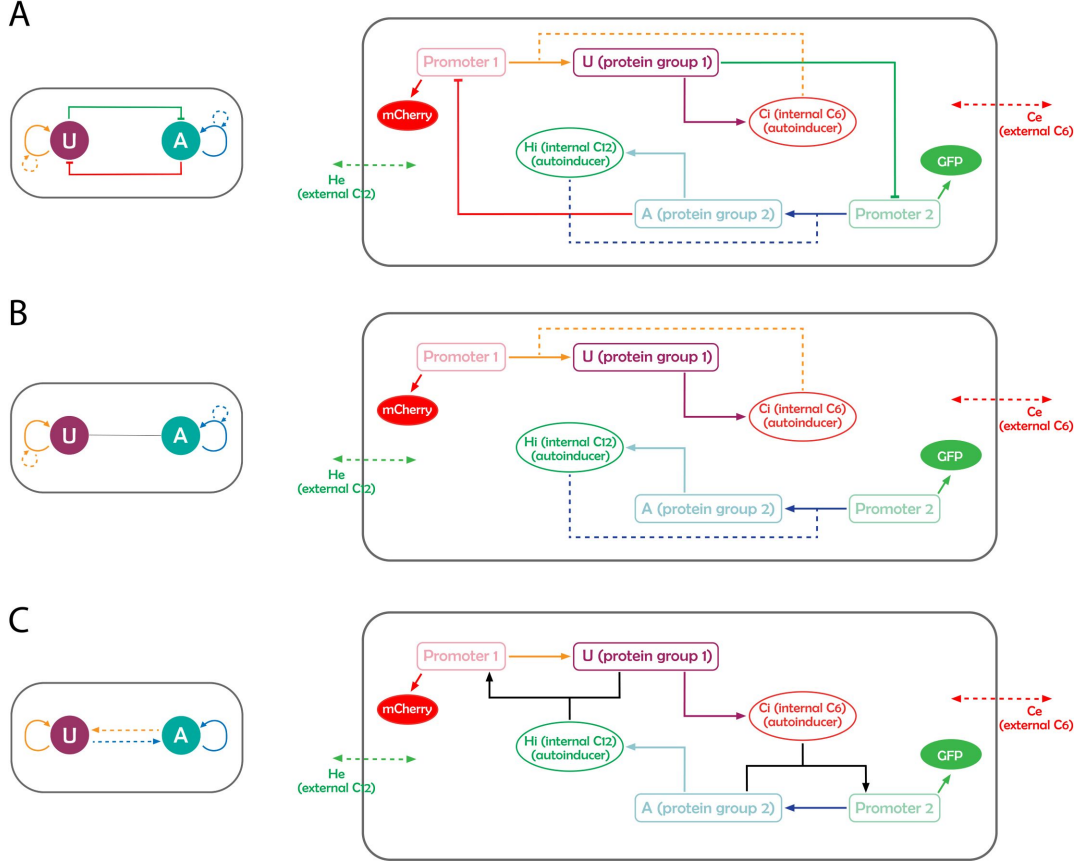 A
Promoter 1
U (protein group 1)
mCherry
Ci (internal C6)
(autoinducer)
Ce
(external C6)
U
A
Hi (internal C12)
(autoinducer)
GFP
He
(external C12)
A (protein group 2)
Promoter 2
B
Promoter 1
U (protein group 1)
mCherry
Ci (internal C6)
(autoinducer)
Ce
(external C6)
U
A
Hi (internal C12)
(autoinducer)
GFP
He
(external C12)
A (protein group 2)
Promoter 2
C
Promoter 1
U (protein group 1)
mCherry
Ci (internal C6)
(autoinducer)
Ce
(external C6)
U
A
Hi (internal C12)
(autoinducer)
GFP
He
(external C12)
A (protein group 2)
Promoter 2